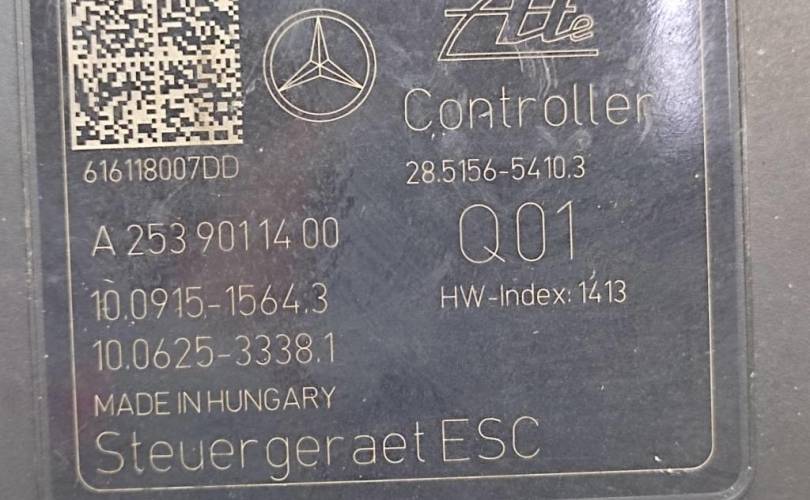 Ate
Controller
616118007DD
28.5156-5410.3
A 253 901 14 00
Q01
10.0915-1564.3
HW-Index: 1413
10.0625-3338.1
MADE IN HUNGARY
Steuergeraet ESC